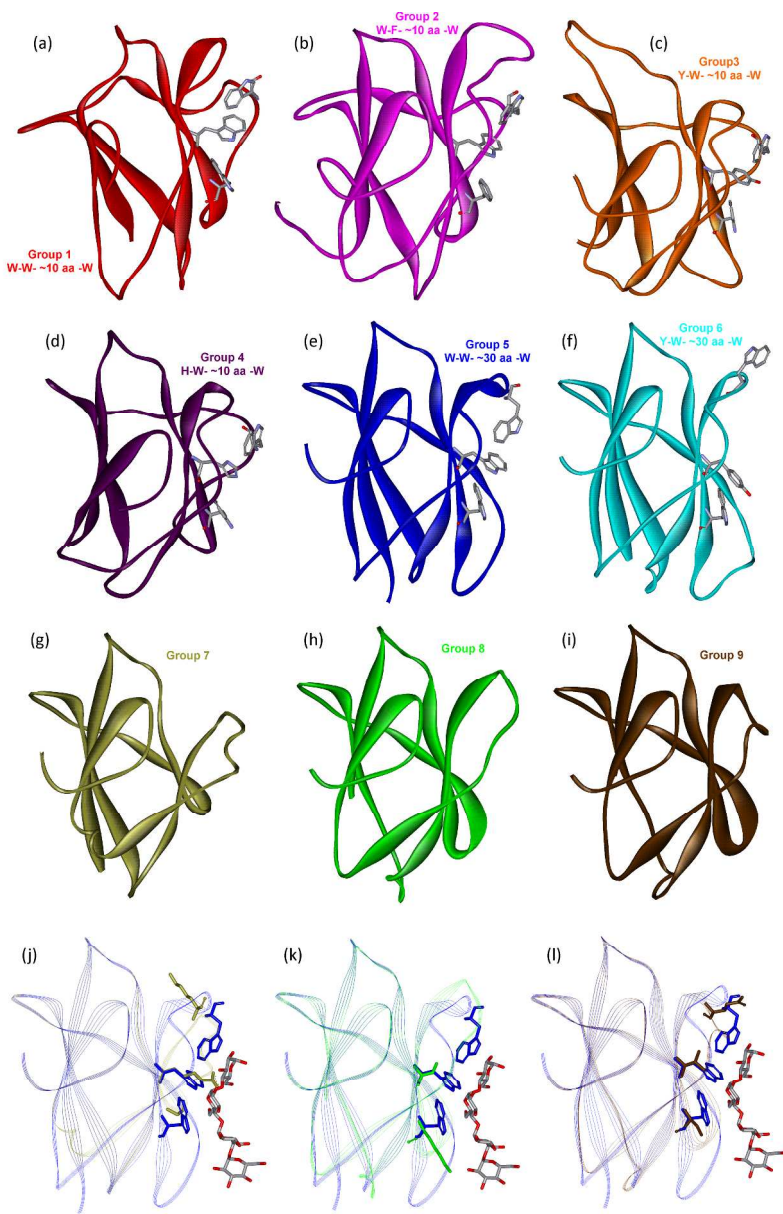 (a)
Group 1
W-W- ~10 aa -W
(b)
Group 2
W-F- ~10 aa -W
(c)
Group3
Y-W- ~10 aa -W
(d)
Group 4
H-W- ~10 aa -W
(e)
Group 5
W-W- ~30 aa -W
(f)
Group 6
Y-W- ~30 aa -W
(g)
Group 7
(h)
Group 8
(i)
Group 9
(j)
(k)
(l)